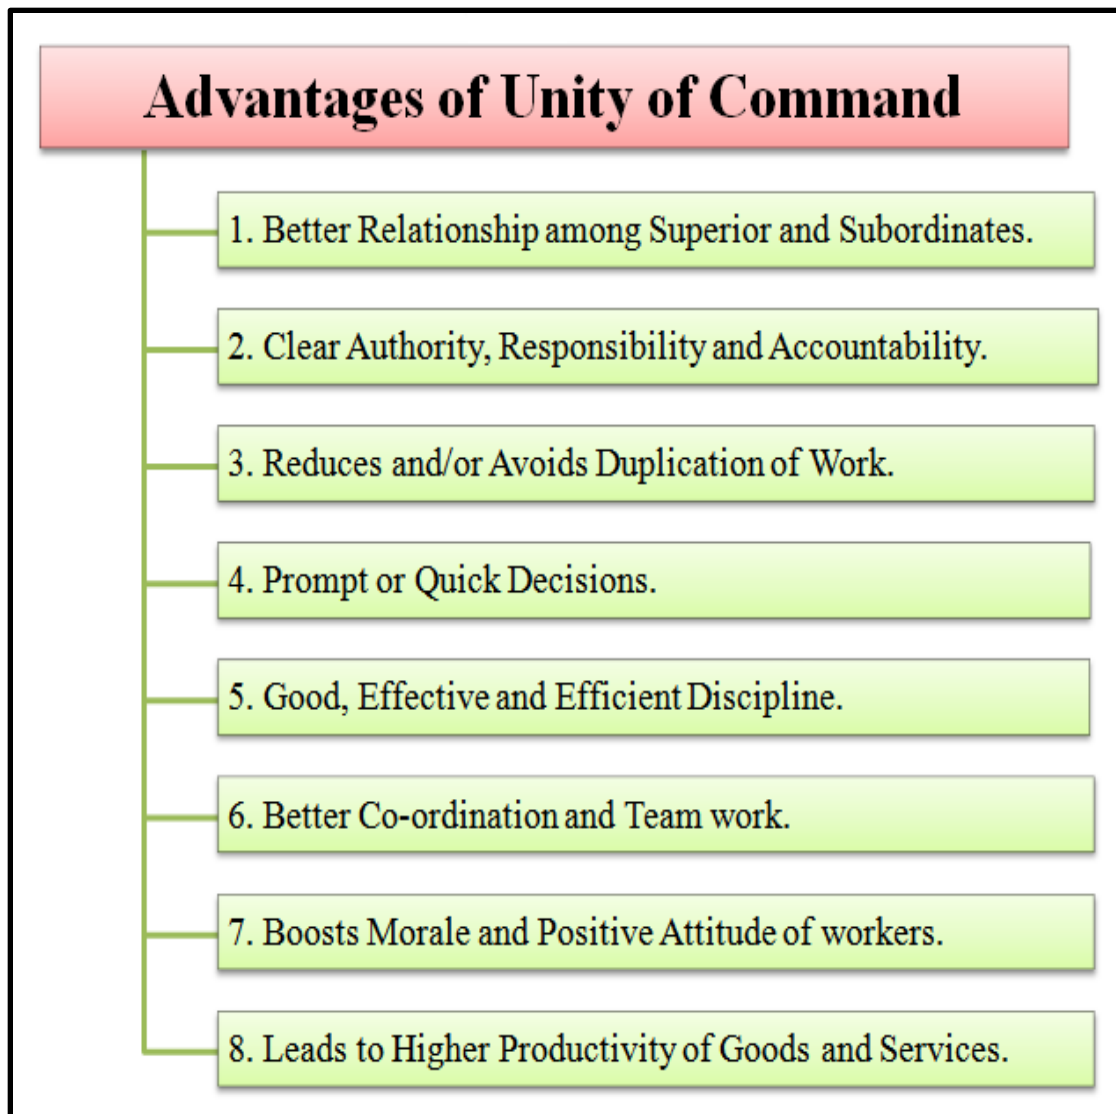 Advantages of Unity of Command
1. Better Relationship among Superior and Subordinates.
2. Clear Authority, Responsibility and Accountability.
3. Reduces and/or Avoids Duplication of Work.
4. Prompt or Quick Decisions.
5. Good, Effective and Efficient Discipline.
6. Better Co-ordination and Team work.
7. Boosts Morale and Positive Attitude of workers.
8. Leads to Higher Productivity of Goods and Services.